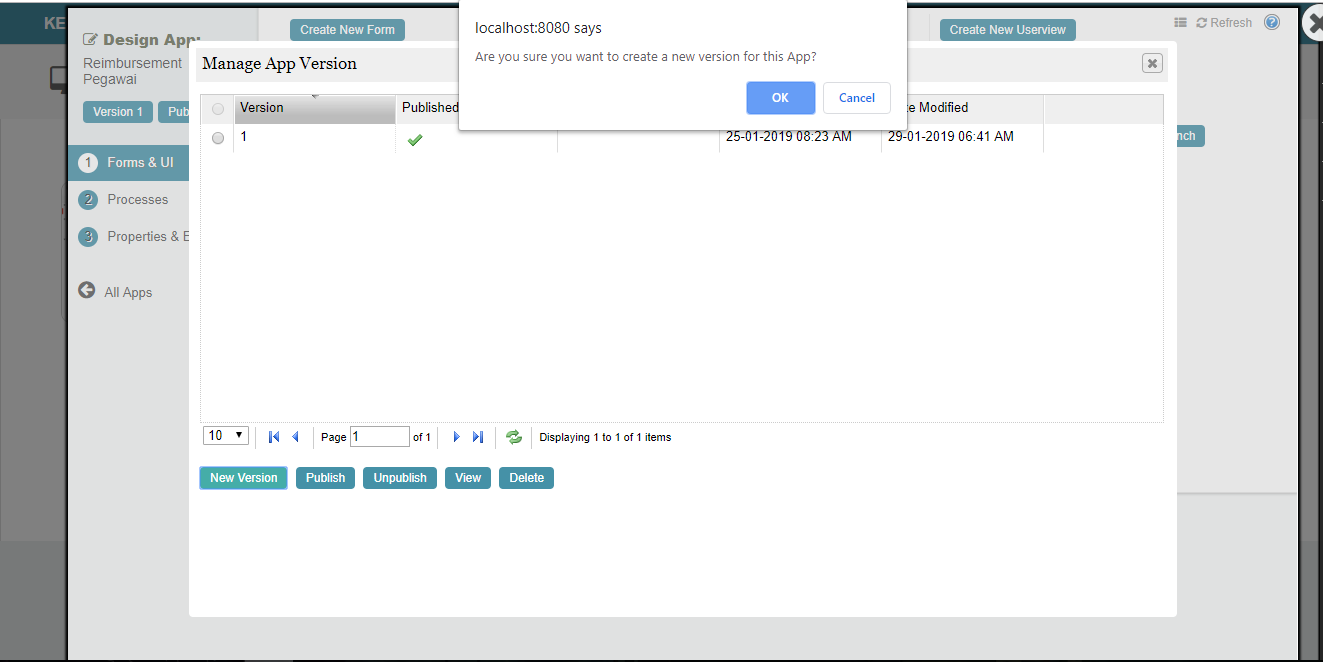 KE
Design App:
Reimbursement
Pegawai
Version 1
Pub
1 Forms & UI
2 Processes
3 Properties & E
All Apps
Create New Form
Create New Userview
Refresh
?
nch
localhost:8080 says
Are you sure you want to create a new version for this App?
OK
Cancel
Manage App Version
Version
Published
e Modified
1
25-01-2019 08:23 AM
29-01-2019 06:41 AM
10
Page 1 of 1
Displaying 1 to 1 of 1 items
New Version
Publish
Unpublish
View
Delete